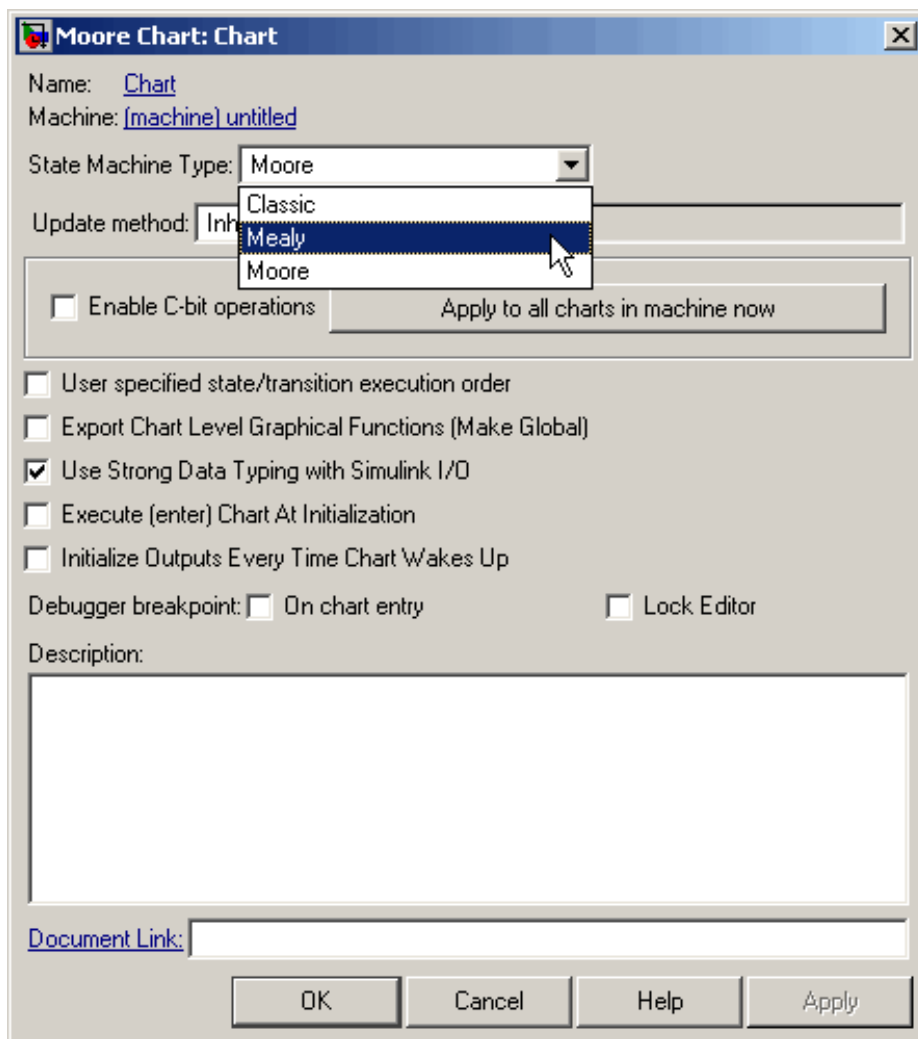 Moore Chart: Chart
Name: Chart
Machine: (machine) untitled
State Machine Type: Moore
Classic
Update method: Inh
Mealy
Moore
Enable C-bit operations Apply to all charts in machine now
User specified state/transition execution order
Export Chart Level Graphical Functions (Make Global)
Use Strong Data Typing with Simulink I/O
Execute (enter) Chart At Initialization
Initialize Outputs Every Time Chart Wakes Up
Debugger breakpoint: On chart entry Lock Editor
Description:
Document Link:
OK Cancel Help Apply